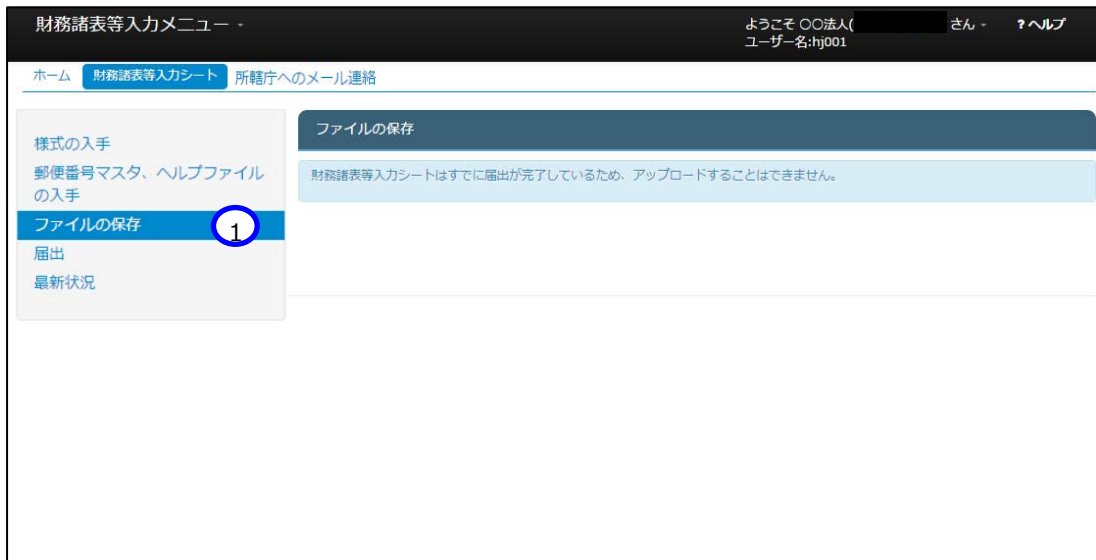 財務諸表等入力メニュー
ようこそ 〇〇法人( さん
ユーザー名:hj001
?ヘルプ
ホーム 財務諸表等入力シート 所轄庁へのメール連絡
様式の入手
郵便番号マスタ、ヘルプファイル
の入手
ファイルの保存 1
届出
最新状況
ファイルの保存
財務諸表等入力シートはすでに届出が完了しているため、アップロードすることはできません。